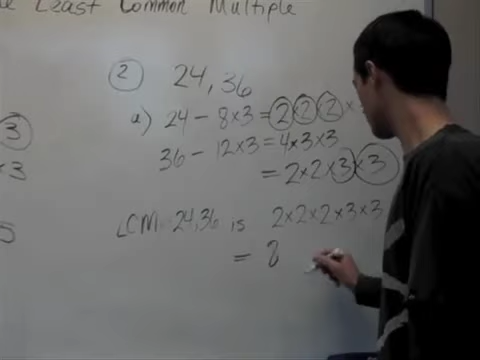 Least Common Multiple
2 24, 36
3
a) 24 - 8×3 = 2×2×2×
×3
36 - 12×3 = 4×3×3
= 2×2×3×3
5
LCM 24,36 is 2×2×2×3×3
= 8